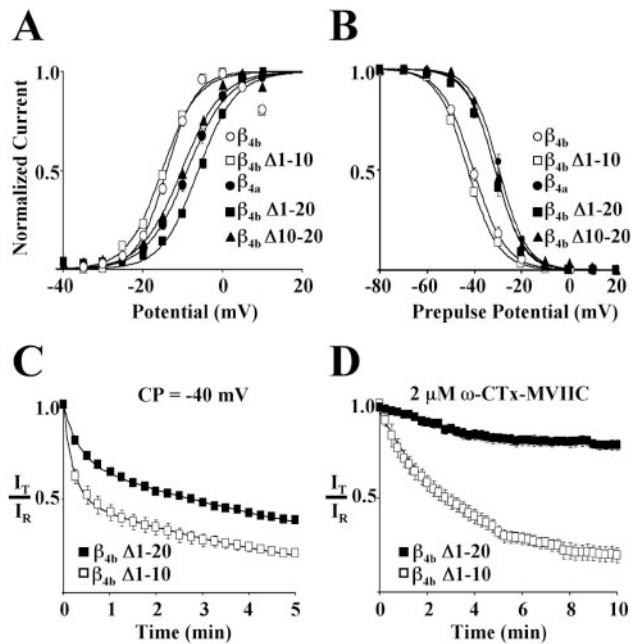 A
Normalized Current
1.0
0.5
β4b
β4b Δ1-10
β4a
β4b Δ1-20
β4b Δ10-20
-40 -20 0 20
Potential (mV)
B
1.0
0.5
β4b
β4b Δ1-10
β4a
β4b Δ1-20
β4b Δ10-20
-80 -60 -40 -20 0 20
Prepulse Potential (mV)
C
CP = -40 mV
1.0
IT
IR
0.5
β4b Δ1-20
β4b Δ1-10
0 1 2 3 4 5
Time (min)
D
2 μM ω-CTx-MVIIC
1.0
IT
IR
0.5
β4b Δ1-20
β4b Δ1-10
0 2 4 6 8 10
Time (min)